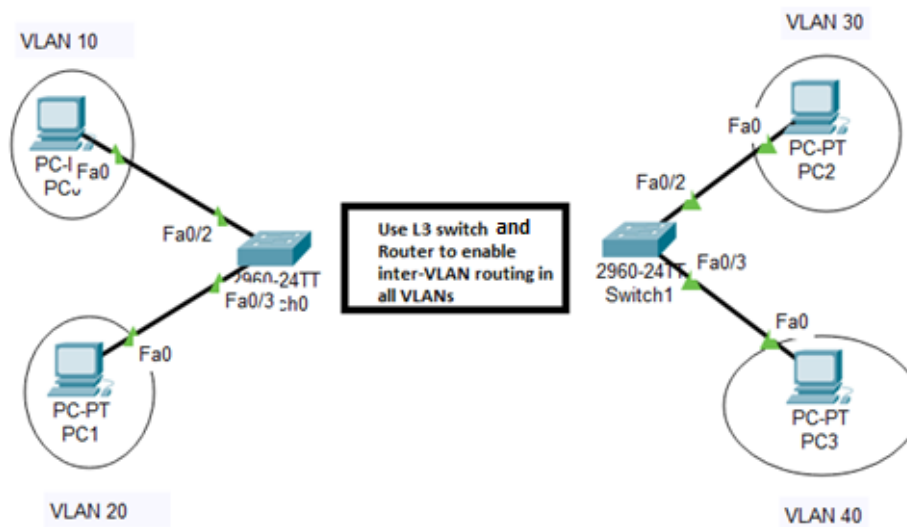 VLAN 10
VLAN 30
Fa0
PC-PT
PC2
Fa0
Fa0/2
Fa0/2
Use L3 switch and
Router to enable
inter-VLAN routing in
all VLANs
2960-24TT
Switch1
Fa0/3
Fa0/3
Fa0
PC-PT
PC1
Fa0
PC-PT
PC3
VLAN 20
VLAN 40